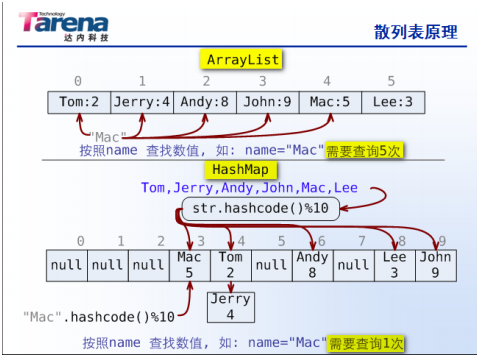 Technology
Tarena
达内科技
散列表原理
ArrayList
0 1 2 3 4 5
Tom:2 Jerry:4 Andy:8 John:9 Mac:5 Lee:3
"Mac"
按照name 查找数值, 如: name="Mac"需要查询5次
HashMap
Tom,Jerry,Andy,John,Mac,Lee
str.hashcode()%10
0 1 2 3 4 5 6 7 8 9
null null null Mac 5 Tom 2 null Andy 8 null Lee 3 John 9
Jerry 4
"Mac".hashcode()%10
按照name 查找数值, 如: name="Mac"需要查询1次